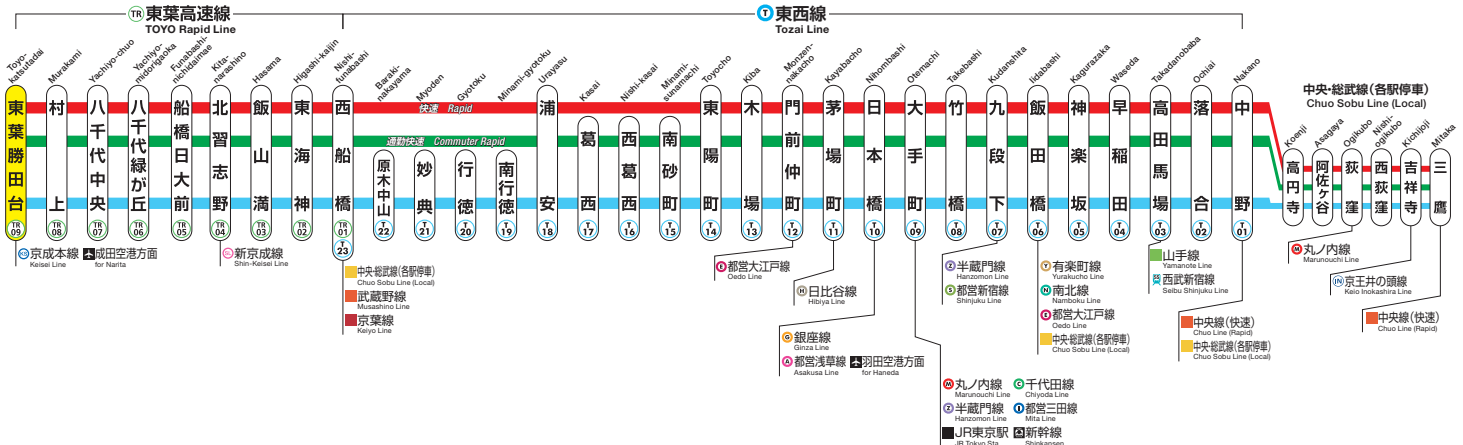 TR 東葉高速線
TOYO Rapid Line
T 東西線
Tozai Line
Toyo-katsutadai
Murakami
Yachiyo-chuo
Yachiyo-midorigaoka
Funabashi-nichidaimae
Kita-narashino
Hasama
Higashi-kaijin
Nishi-funabashi
Baraki-nakayama
Myoden
Gyotoku
Minami-gyotoku
Urayasu
Kasai
Nishi-kasai
Minami-sunamachi
Toyocho
Kiba
Monzen-nakacho
Kayabacho
Nihombashi
Otemachi
Takebashi
Kudanshita
Iidabashi
Kagurazaka
Waseda
Takadanobaba
Ochiai
Nakano
中央・総武線(各駅停車)
Chuo Sobu Line (Local)
Koenji
Asagaya
Ogikubo
Nishi-ogikubo
Kichijoji
Mitaka
快速 Rapid
通勤快速 Commuter Rapid
東葉勝田台
村上
八千代中央
八千代緑が丘
船橋日大前
北習志野
飯山満
東海神
西船橋
原木中山
妙典
行徳
南行徳
浦安
葛西
西葛西
南砂町
東陽町
木場
門前仲町
茅場町
日本橋
大手町
竹橋
九段下
飯田橋
神楽坂
早稲田
高田馬場
落合
中野
高円寺
阿佐ヶ谷
荻窪
西荻窪
吉祥寺
三鷹
TR 09
TR 08
TR 07
TR 06
TR 05
TR 04
TR 03
TR 02
TR 01
T 23
T 22
T 21
T 20
T 19
T 18
T 17
T 16
T 15
T 14
T 13
T 12
T 11
T 10
T 09
T 08
T 07
T 06
T 05
T 04
T 03
T 02
T 01
KS 京成本線 成田空港方面
Keisei Line for Narita
SL 新京成線
Shin-Keisei Line
中央・総武線(各駅停車)
Chuo Sobu Line (Local)
武蔵野線
Musashino Line
京葉線
Keiyo Line
E 都営大江戸線
Oedo Line
H 日比谷線
Hibiya Line
G 銀座線
Ginza Line
A 都営浅草線 羽田空港方面
Asakusa Line for Haneda
M 丸ノ内線 C 千代田線
Marunouchi Line Chiyoda Line
Z 半蔵門線 I 都営三田線
Hanzomon Line Mita Line
JR東京駅 新幹線
JR Tokyo Sta. Shinkansen
Z 半蔵門線
Hanzomon Line
S 都営新宿線
Shinjuku Line
Y 有楽町線
Yurakucho Line
N 南北線
Namboku Line
E 都営大江戸線
Oedo Line
中央・総武線(各駅停車)
Chuo Sobu Line (Local)
山手線
Yamanote Line
SS 西武新宿線
Seibu Shinjuku Line
中央線(快速)
Chuo Line (Rapid)
中央・総武線(各駅停車)
Chuo Sobu Line (Local)
M 丸ノ内線
Marunouchi Line
IN 京王井の頭線
Keio Inokashira Line
中央線(快速)
Chuo Line (Rapid)